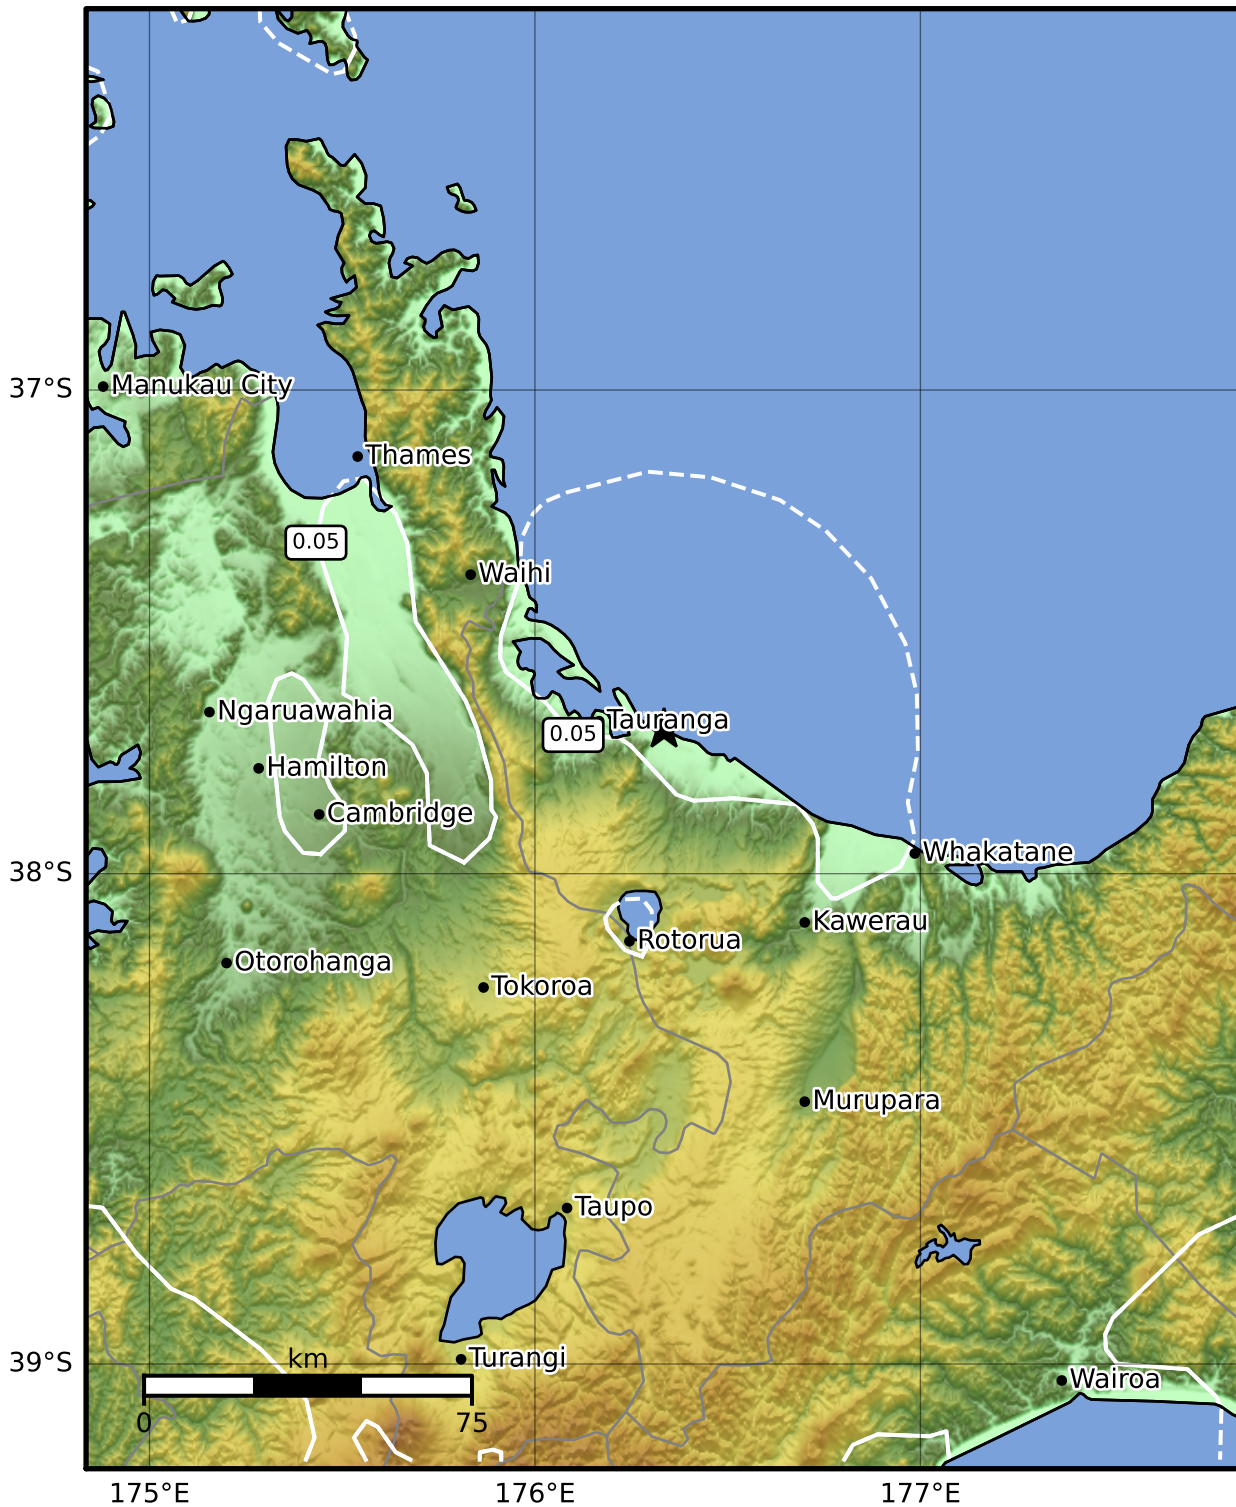 37°S
38°S
39°S
Manukau City
Thames
0.05
Waihi
Ngaruawahia
Tauranga
0.05
Hamilton
Cambridge
Whakatane
Kawerau
Rotorua
Otorohanga
Tokoroa
Murupara
Taupo
Turangi
Wairoa
km
0
75
175°E
176°E
177°E